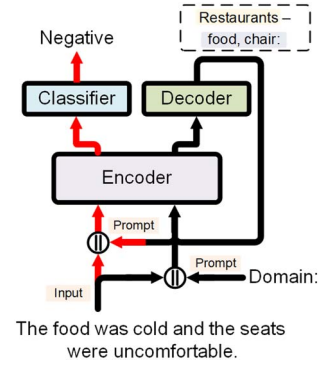 Restaurants –
food, chair:
Negative
Classifier
Decoder
Encoder
Prompt
||
||
Prompt
Domain:
Input
The food was cold and the seats
were uncomfortable.